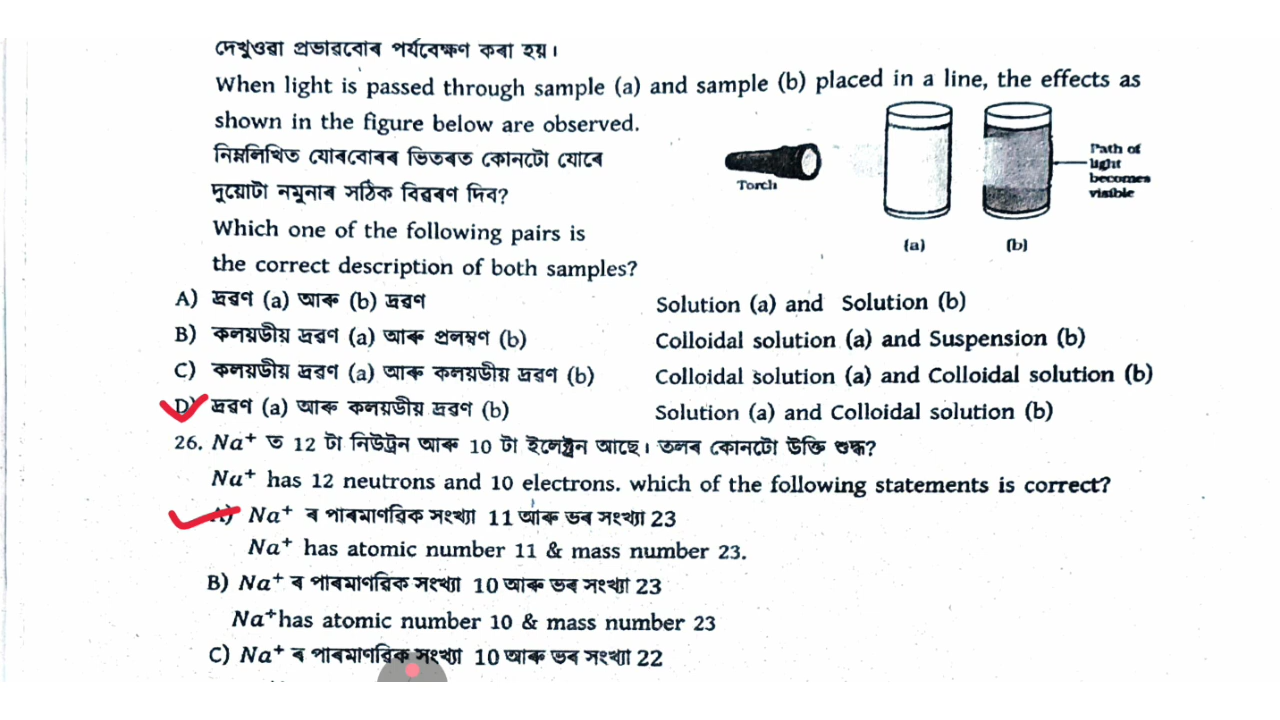 দেখুওৱা প্ৰভাৱবোৰ পৰ্যবেক্ষণ কৰা হয়।
When light is passed through sample (a) and sample (b) placed in a line, the effects as
shown in the figure below are observed.
নিম্নলিখিত যোৰবোৰৰ ভিতৰত কোনটো যোৰে
দুয়োটা নমুনাৰ সঠিক বিৱৰণ দিব?
Which one of the following pairs is
the correct description of both samples?
Torch
Path of
light
becomes
visible
(a) (b)
A) দ্ৰৱণ (a) আৰু (b) দ্ৰৱণ Solution (a) and Solution (b)
B) কলয়ডীয় দ্ৰৱণ (a) আৰু প্ৰলম্বণ (b) Colloidal solution (a) and Suspension (b)
C) কলয়ডীয় দ্ৰৱণ (a) আৰু কলয়ডীয় দ্ৰৱণ (b) Colloidal solution (a) and Colloidal solution (b)
D) দ্ৰৱণ (a) আৰু কলয়ডীয় দ্ৰৱণ (b) Solution (a) and Colloidal solution (b)
26. Na⁺ ত 12 টা নিউট্ৰন আৰু 10 টা ইলেক্ট্ৰন আছে। তলৰ কোনটো উক্তি শুদ্ধ?
Na⁺ has 12 neutrons and 10 electrons. which of the following statements is correct?
A) Na⁺ ৰ পাৰমাণৱিক সংখ্যা 11 আৰু ভৰ সংখ্যা 23
Na⁺ has atomic number 11 & mass number 23.
B) Na⁺ ৰ পাৰমাণৱিক সংখ্যা 10 আৰু ভৰ সংখ্যা 23
Na⁺has atomic number 10 & mass number 23
C) Na⁺ ৰ পাৰমাণৱিক সংখ্যা 10 আৰু ভৰ সংখ্যা 22